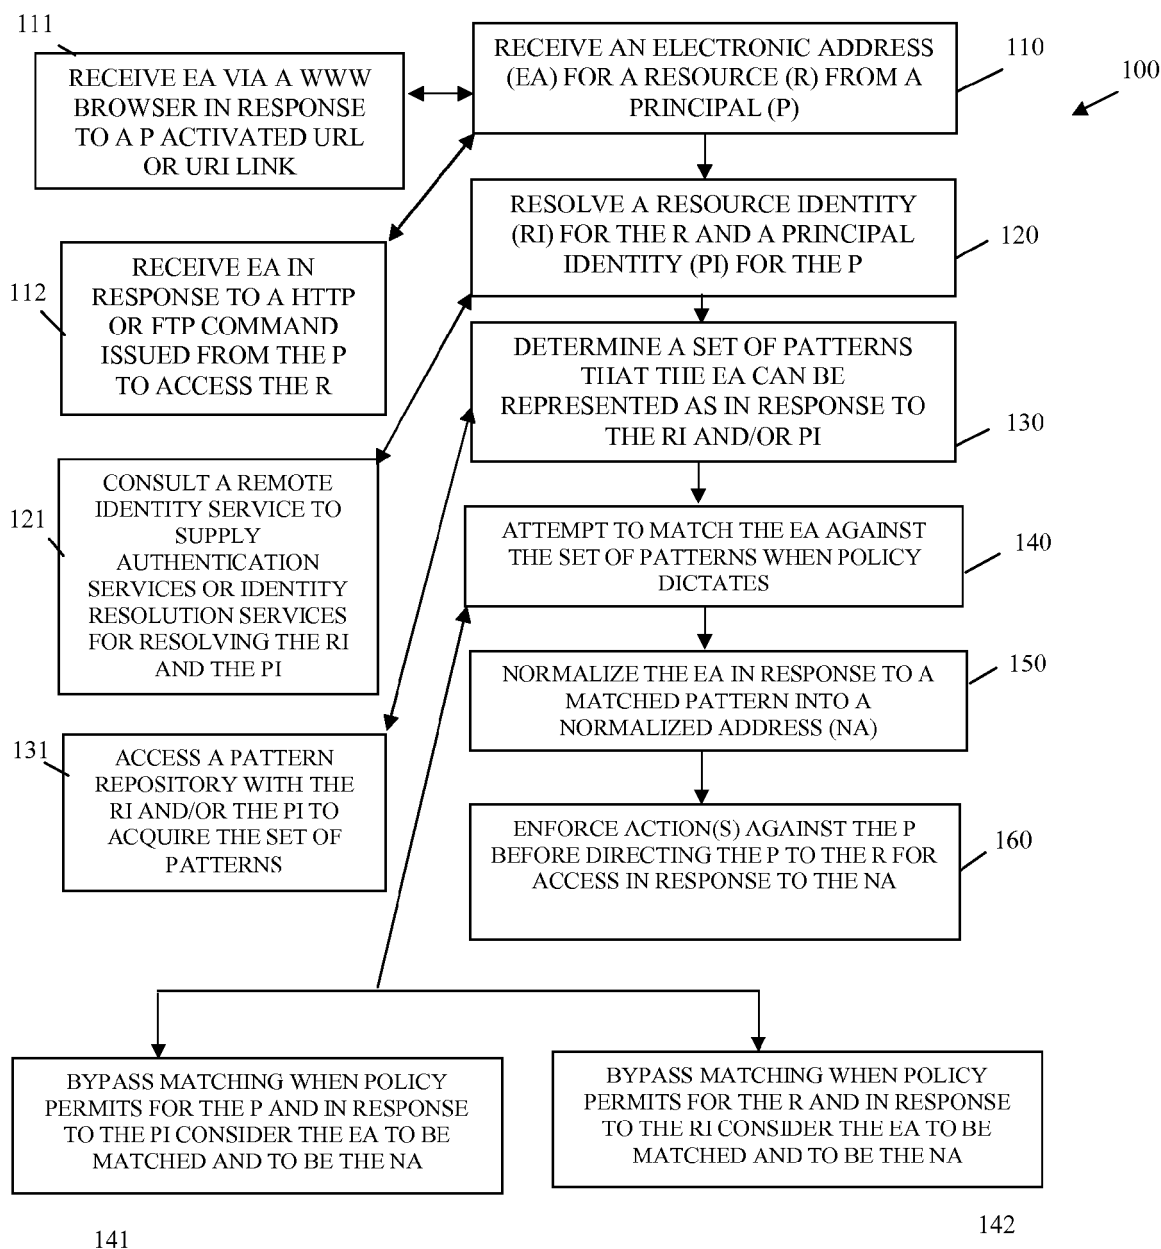 111
RECEIVE EA VIA A WWW
BROWSER IN RESPONSE
TO A P ACTIVATED URL
OR URI LINK
RECEIVE AN ELECTRONIC ADDRESS
(EA) FOR A RESOURCE (R) FROM A
PRINCIPAL (P)
110
100
RESOLVE A RESOURCE IDENTITY
(RI) FOR THE R AND A PRINCIPAL
IDENTITY (PI) FOR THE P
120
112
RECEIVE EA IN
RESPONSE TO A HTTP
OR FTP COMMAND
ISSUED FROM THE P
TO ACCESS THE R
DETERMINE A SET OF PATTERNS
THAT THE EA CAN BE
REPRESENTED AS IN RESPONSE TO
THE RI AND/OR PI
130
121
CONSULT A REMOTE
IDENTITY SERVICE TO
SUPPLY
AUTHENTICATION
SERVICES OR IDENTITY
RESOLUTION SERVICES
FOR RESOLVING THE RI
AND THE PI
ATTEMPT TO MATCH THE EA AGAINST
THE SET OF PATTERNS WHEN POLICY
DICTATES
140
NORMALIZE THE EA IN RESPONSE TO A
MATCHED PATTERN INTO A
NORMALIZED ADDRESS (NA)
150
131
ACCESS A PATTERN
REPOSITORY WITH THE
RI AND/OR THE PI TO
ACQUIRE THE SET OF
PATTERNS
ENFORCE ACTION(S) AGAINST THE P
BEFORE DIRECTING THE P TO THE R FOR
ACCESS IN RESPONSE TO THE NA
160
BYPASS MATCHING WHEN POLICY
PERMITS FOR THE P AND IN RESPONSE
TO THE PI CONSIDER THE EA TO BE
MATCHED AND TO BE THE NA
141
BYPASS MATCHING WHEN POLICY
PERMITS FOR THE R AND IN RESPONSE
TO THE RI CONSIDER THE EA TO BE
MATCHED AND TO BE THE NA
142